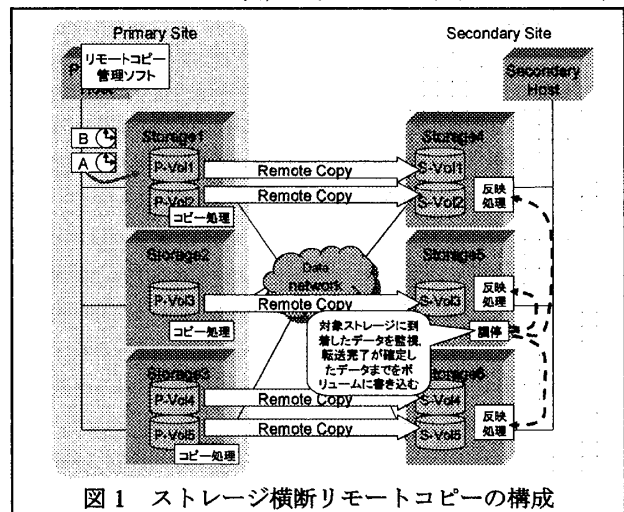 Primary Site
Secondary Site
リモートコピー
管理ソフト
Secondary
Host
B
A
Storage1
P-Vol1
P-Vol2
コピー処理
Remote Copy
Remote Copy
Storage4
S-Vol1
S-Vol2
反映
処理
Storage2
P-Vol3
コピー処理
Data
network
Remote Copy
Storage5
S-Vol3
反映
処理
調停
対象ストレージに到
着したデータを監視,
転送完了が確定し
たデータまでをボ
リュームに書き込む
Storage3
P-Vol4
P-Vol5
コピー処理
Remote Copy
Remote Copy
S-Vol4
S-Vol5
反映
処理
図 1 ストレージ横断リモートコピーの構成